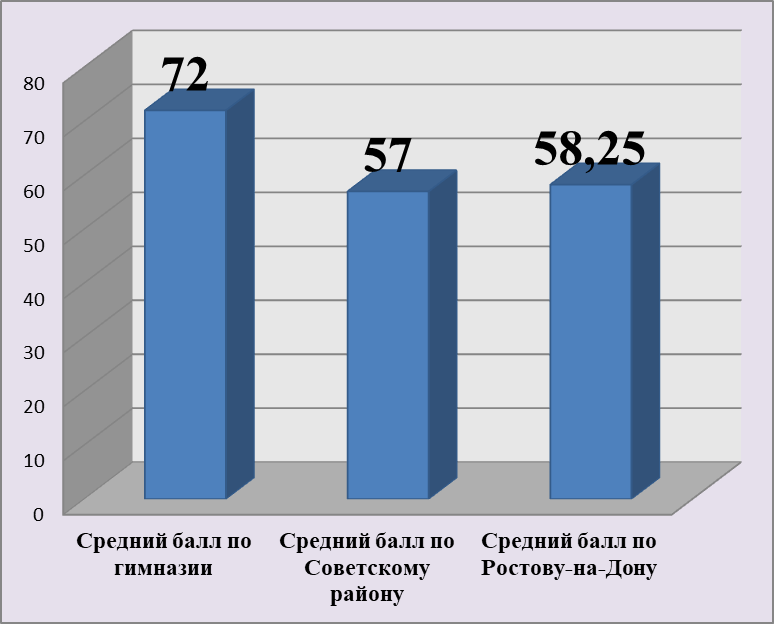 80
70
60
50
40
30
20
10
0
72
57
58,25
Средний балл по
гимназии
Средний балл по
Советскому
району
Средний балл по
Ростову-на-Дону